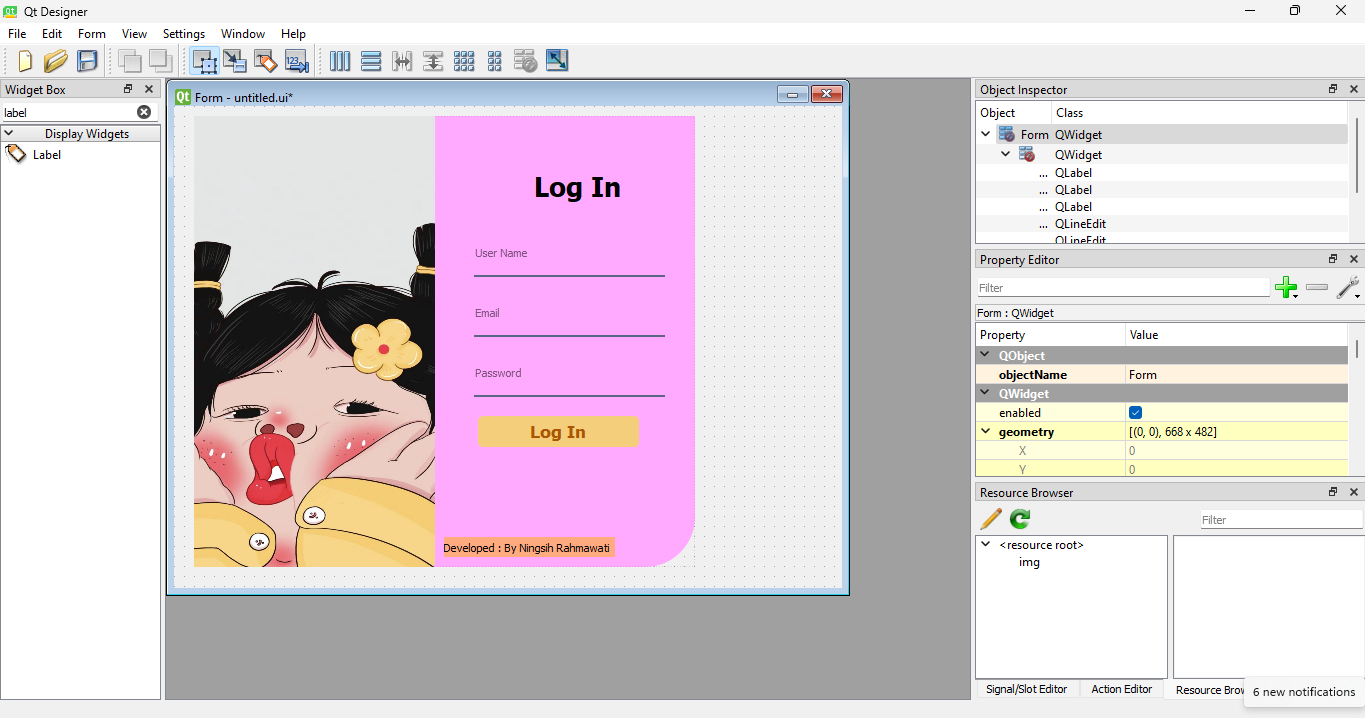 Qt Designer
File Edit Form View Settings Window Help
Widget Box
label
Display Widgets
Label
Qt Form - untitled.ui*
Log In
User Name
Email
Password
Log In
Developed : By Ningsih Rahmawati
Object Inspector
Object Class
Form QWidget
QWidget
... QLabel
... QLabel
... QLabel
... QLineEdit
QLineEdit
Property Editor
Filter
Form : QWidget
Property Value
QObject
objectName Form
QWidget
enabled
geometry [(0, 0), 668 x 482]
X 0
Y 0
Resource Browser
Filter
<resource root>
img
Signal/Slot Editor Action Editor Resource Brow
6 new notifications